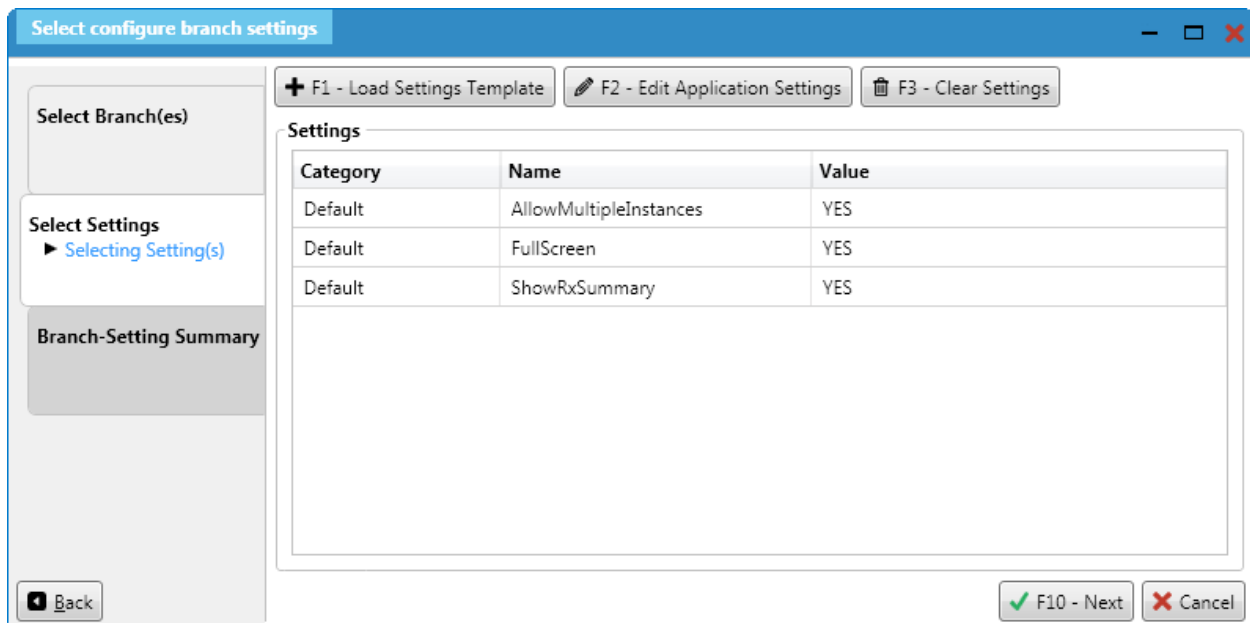 Select configure branch settings
Select Branch(es)
Select Settings
Selecting Setting(s)
Branch-Setting Summary
F1 - Load Settings Template
F2 - Edit Application Settings
F3 - Clear Settings
Settings
Category Name Value
Default AllowMultipleInstances YES
Default FullScreen YES
Default ShowRxSummary YES
Back
F10 - Next
Cancel